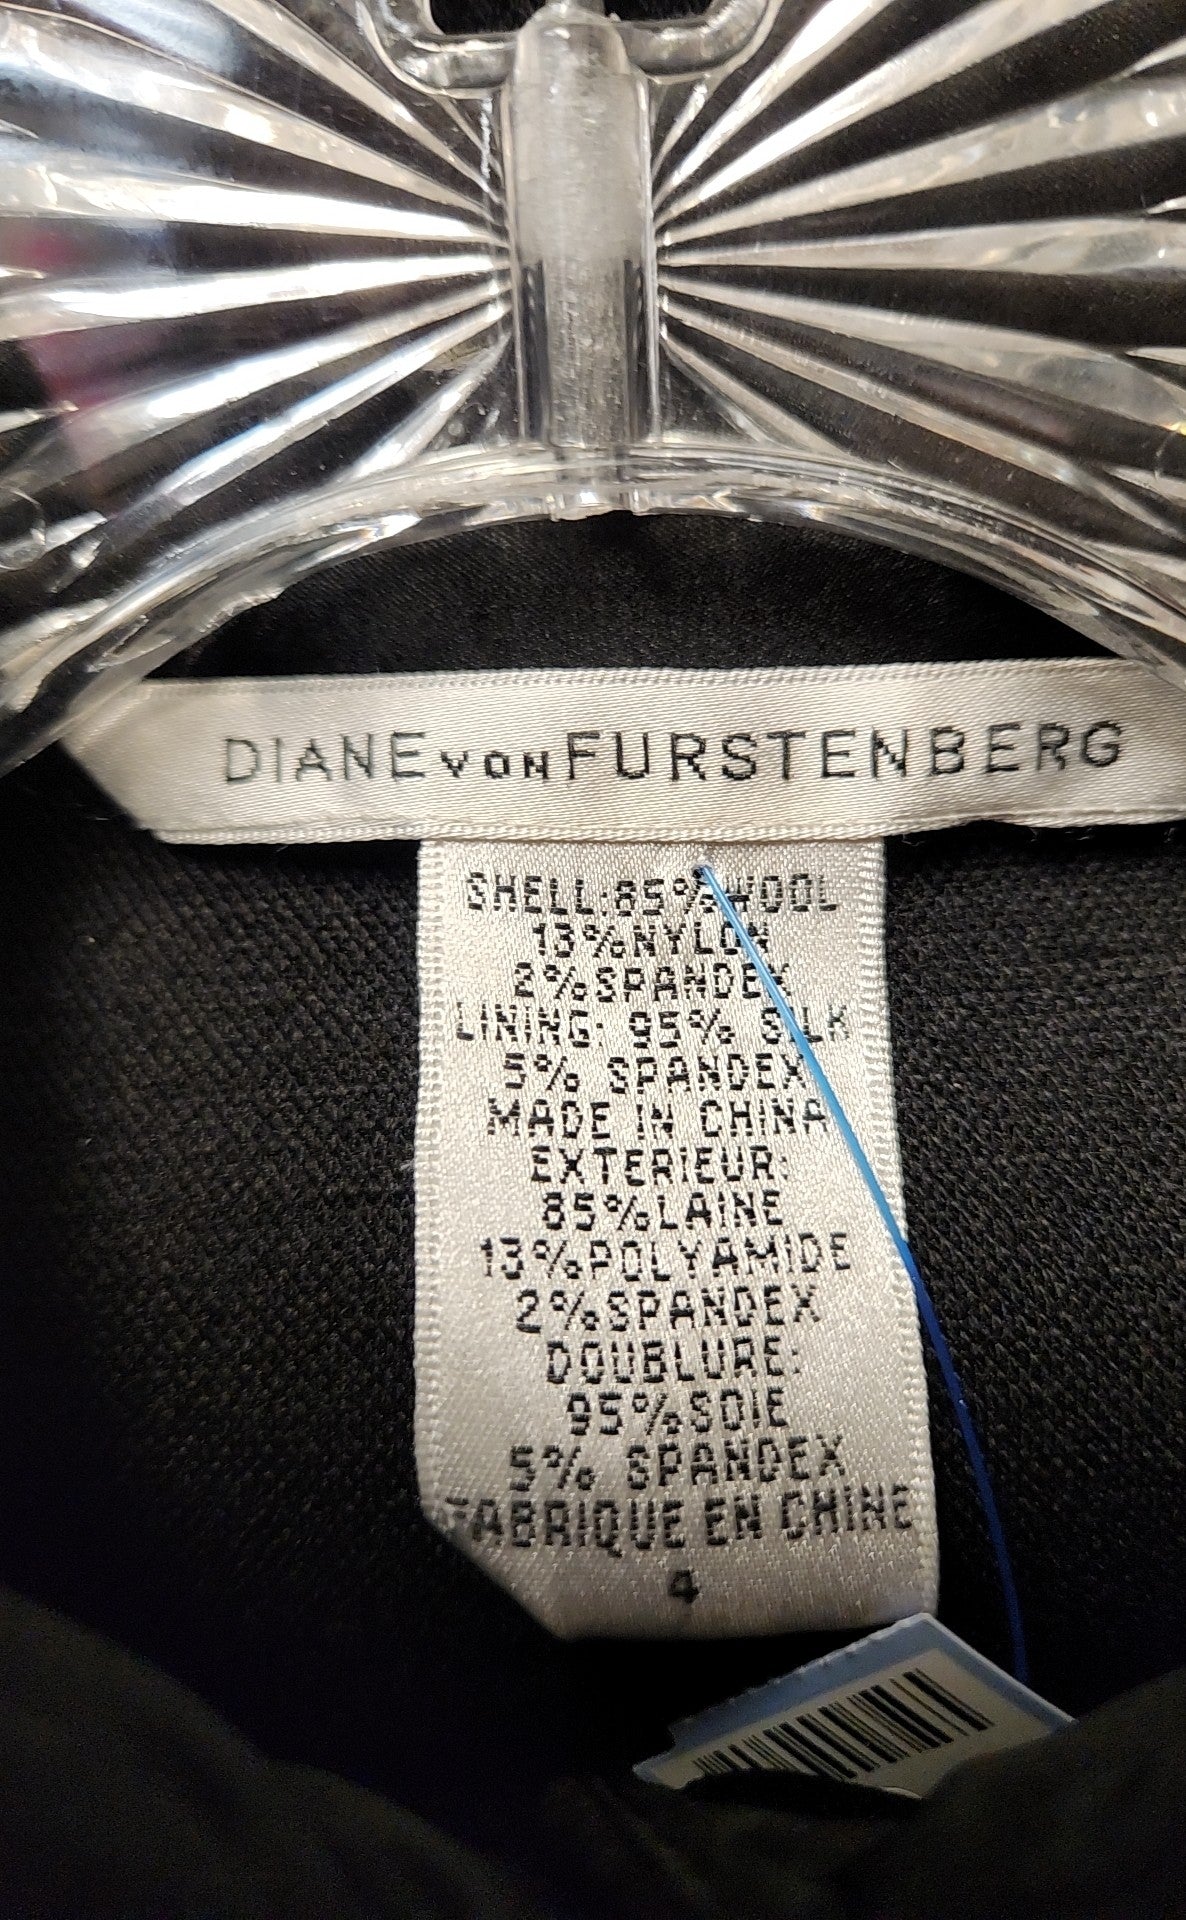 DIANE VON FURSTENBERG
SHELL:85%WOOL
13%NYLON
2%SPANDEX
LINING: 95% SILK
5% SPANDEX
MADE IN CHINA
EXTERIEUR:
85%LAINE
13%POLYAMIDE
2%SPANDEX
DOUBLURE:
95%SOIE
5% SPANDEX
FABRIQUE EN CHINE
4